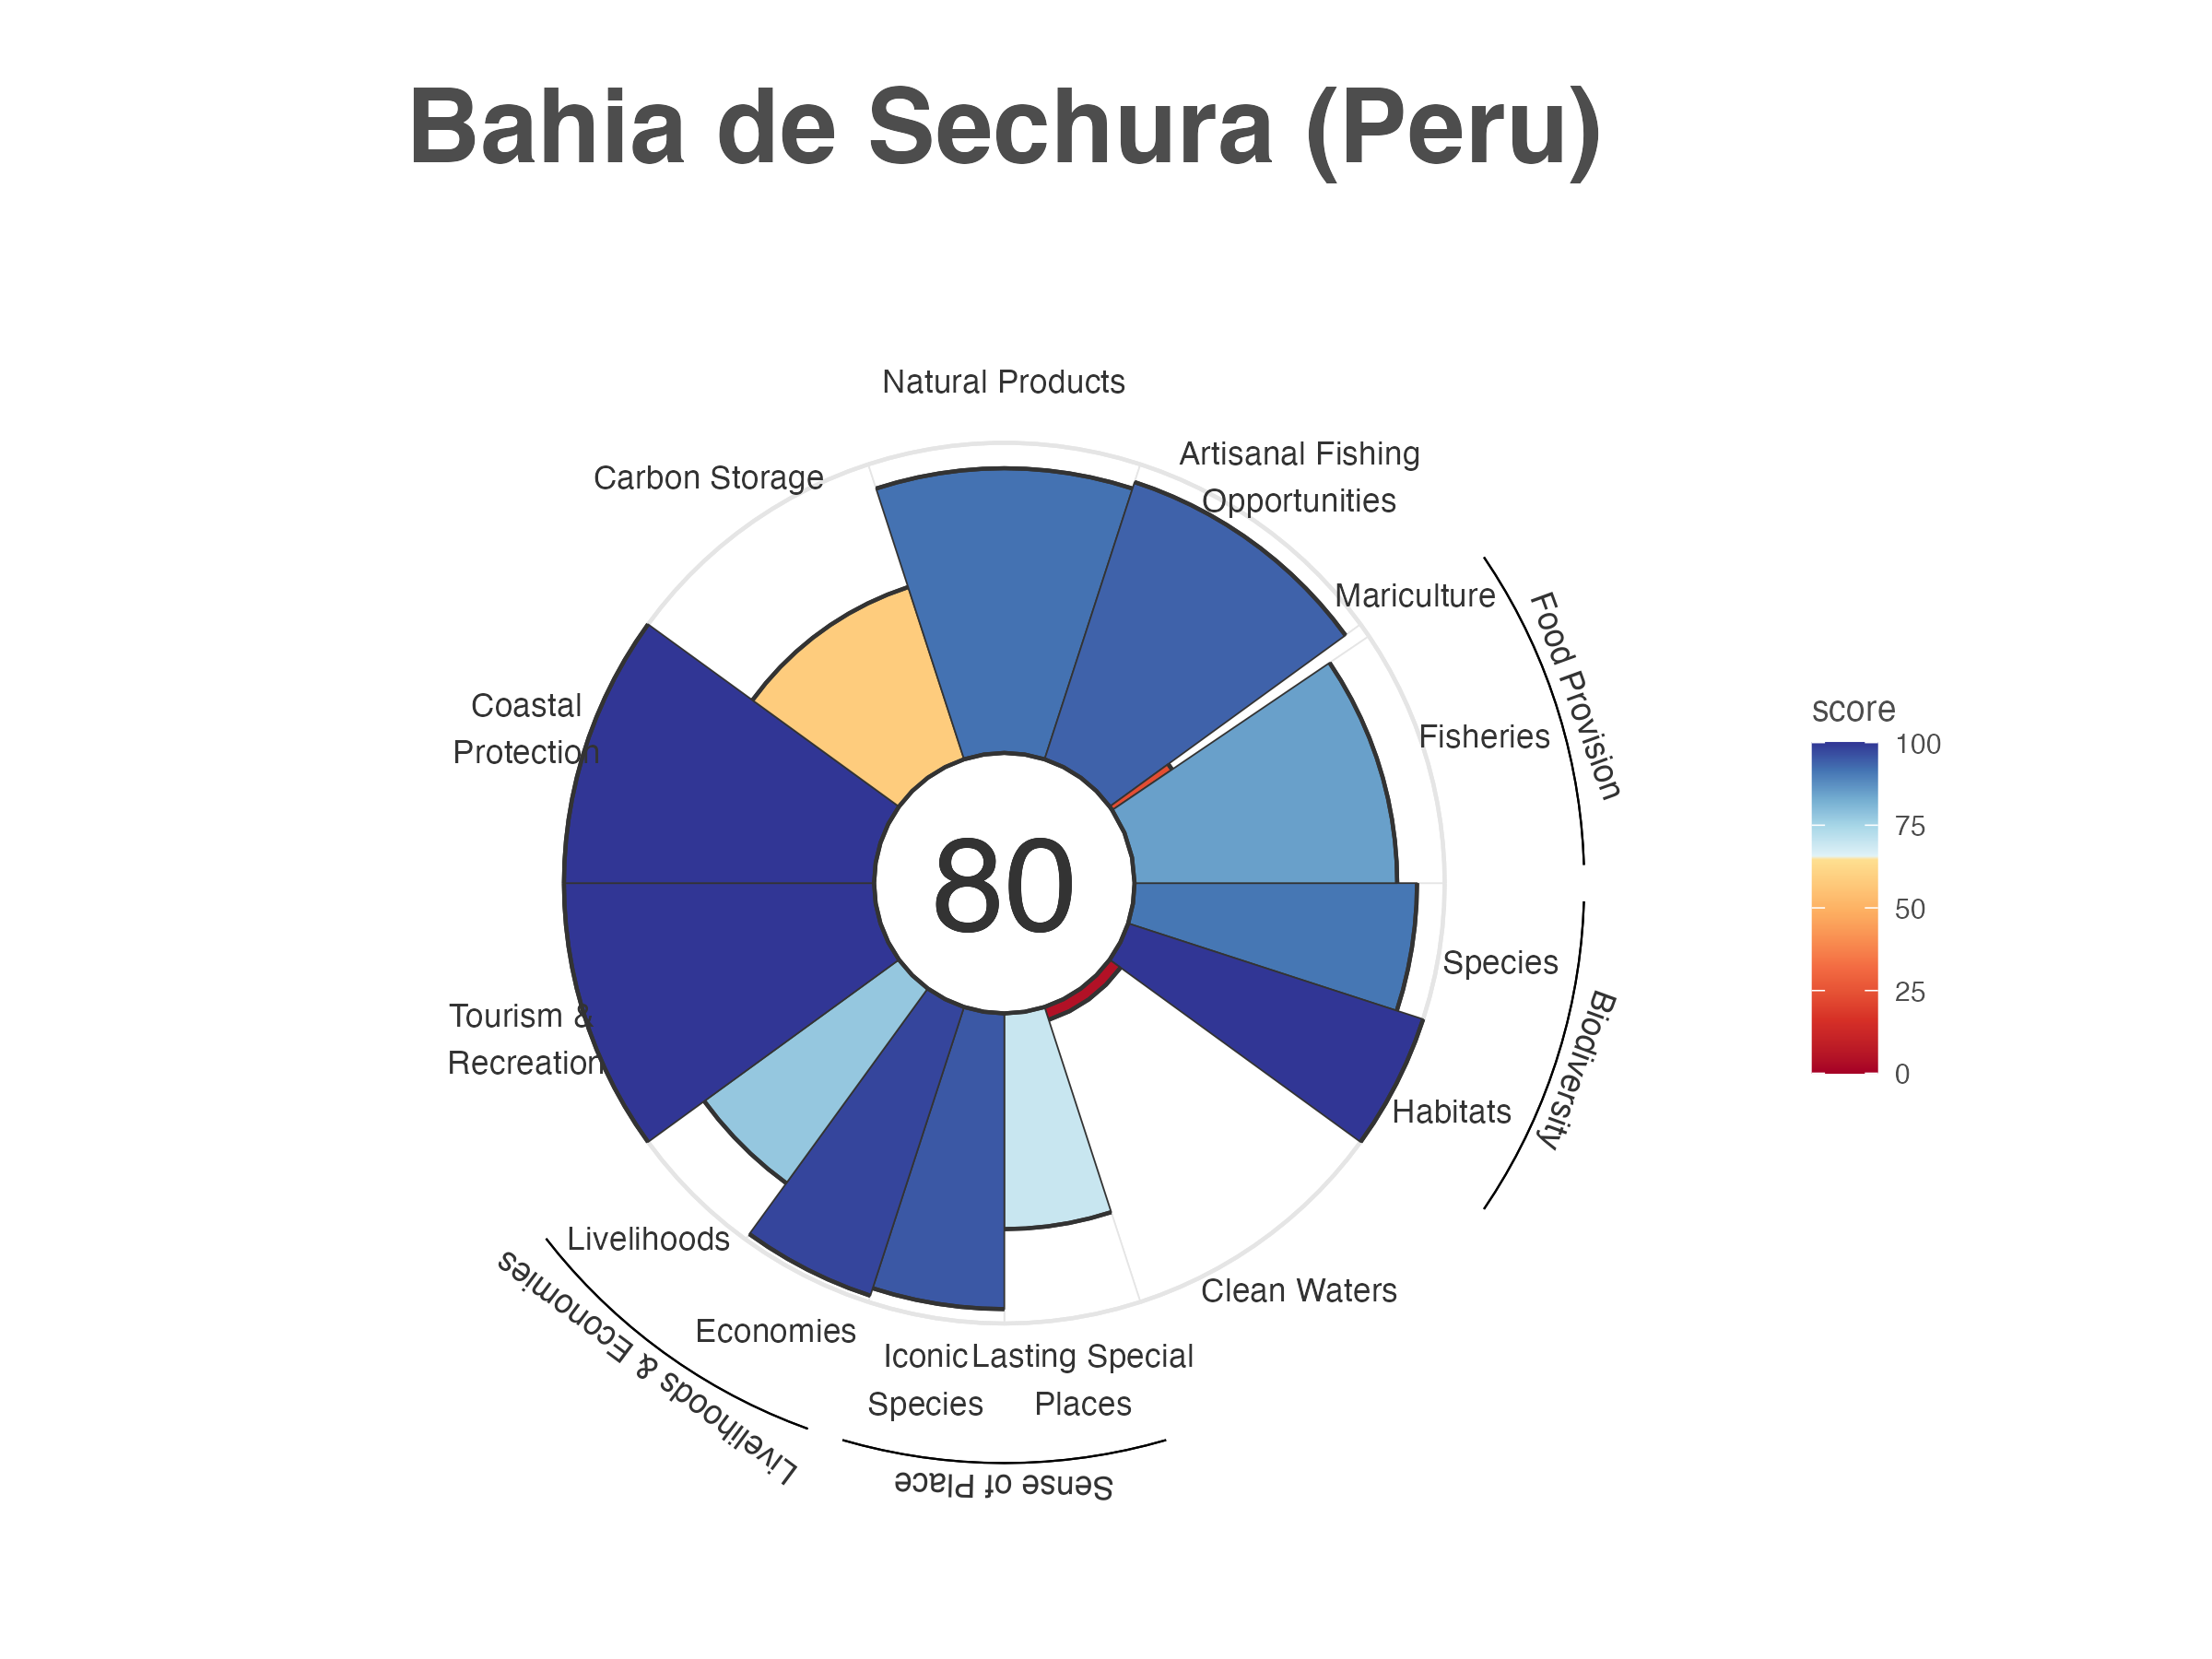 Bahia de Sechura (Peru)
Natural Products
Artisanal Fishing
Opportunities
Carbon Storage
Mariculture
Food Provision
Fisheries
Coastal
Protection
score
100
75
50
25
0
80
Species
Biodiversity
Habitats
Tourism &
Recreation
Livelihoods
Clean Waters
Economies
Livelihoods & Economies
Iconic
Species
Lasting Special
Places
Sense of Place